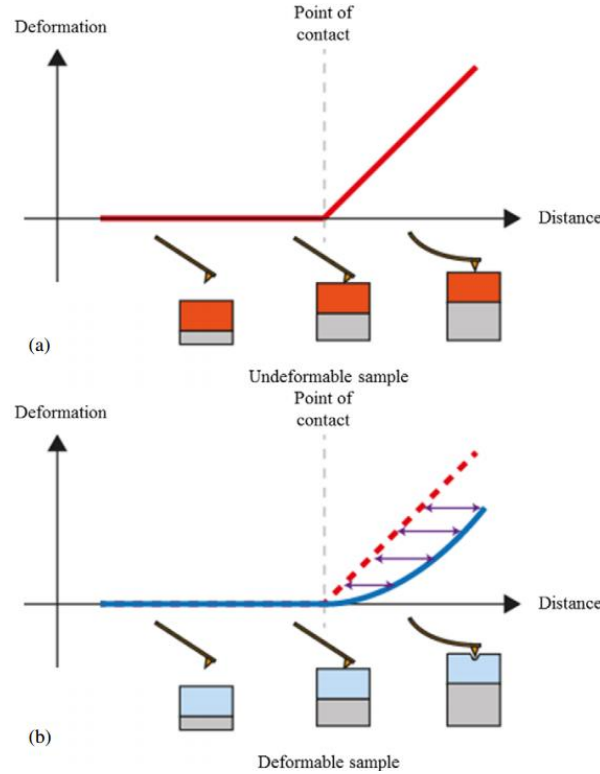 Deformation
Point of
contact
Distance
(a)
Undeformable sample
Deformation
Point of
contact
Distance
(b)
Deformable sample